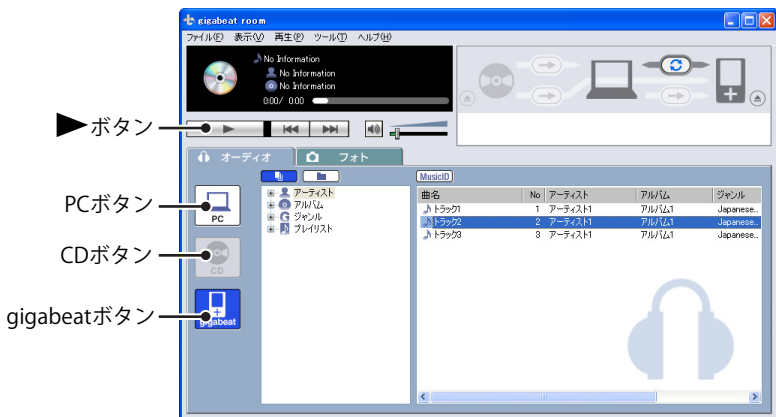 gigabeat room
ファイル(F) 表示(V) 再生(P) ツール(T) ヘルプ(H)
No Information
No Information
No Information
0:00/ 0:00
▶ボタン
オーディオ フォト
MusicID
PCボタン
PC
アーティスト
アルバム
ジャンル
プレイリスト
曲名 No アーティスト アルバム ジャンル
トラック1 1 アーティスト1 アルバム1 Japanese..
トラック2 2 アーティスト1 アルバム1 Japanese..
トラック3 3 アーティスト1 アルバム1 Japanese..
CDボタン
CD
gigabeatボタン
gigabeat